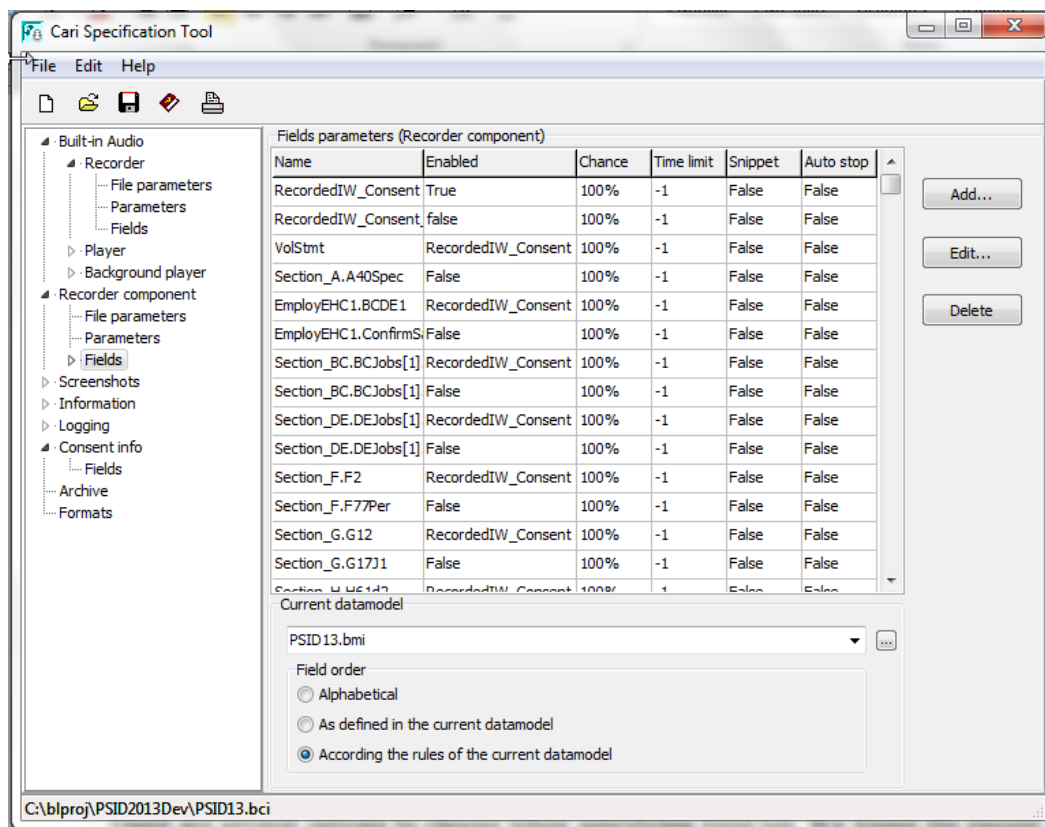 Cari Specification Tool
File Edit Help
Built-in Audio
Recorder
File parameters
Parameters
Fields
Player
Background player
Recorder component
File parameters
Parameters
Fields
Screenshots
Information
Logging
Consent info
Fields
Archive
Formats
Fields parameters (Recorder component)
Name Enabled Chance Time limit Snippet Auto stop
RecordedIW_Consent True 100% -1 False False
RecordedIW_Consent_ false 100% -1 False False
VolStmt RecordedIW_Consent 100% -1 False False
Section_A.A40Spec False 100% -1 False False
EmployEHC1.BCDE1 RecordedIW_Consent 100% -1 False False
EmployEHC1.ConfirmSa False 100% -1 False False
Section_BC.BCJobs[1] RecordedIW_Consent 100% -1 False False
Section_BC.BCJobs[1] False 100% -1 False False
Section_DE.DEJobs[1] RecordedIW_Consent 100% -1 False False
Section_DE.DEJobs[1] False 100% -1 False False
Section_F.F2 RecordedIW_Consent 100% -1 False False
Section_F.F77Per False 100% -1 False False
Section_G.G12 RecordedIW_Consent 100% -1 False False
Section_G.G17J1 False 100% -1 False False
Section_H.H61d2 RecordedIW_Consent 100% -1 False False
Add...
Edit...
Delete
Current datamodel
PSID13.bmi
...
Field order
Alphabetical
As defined in the current datamodel
According the rules of the current datamodel
C:\blproj\PSID2013Dev\PSID13.bci